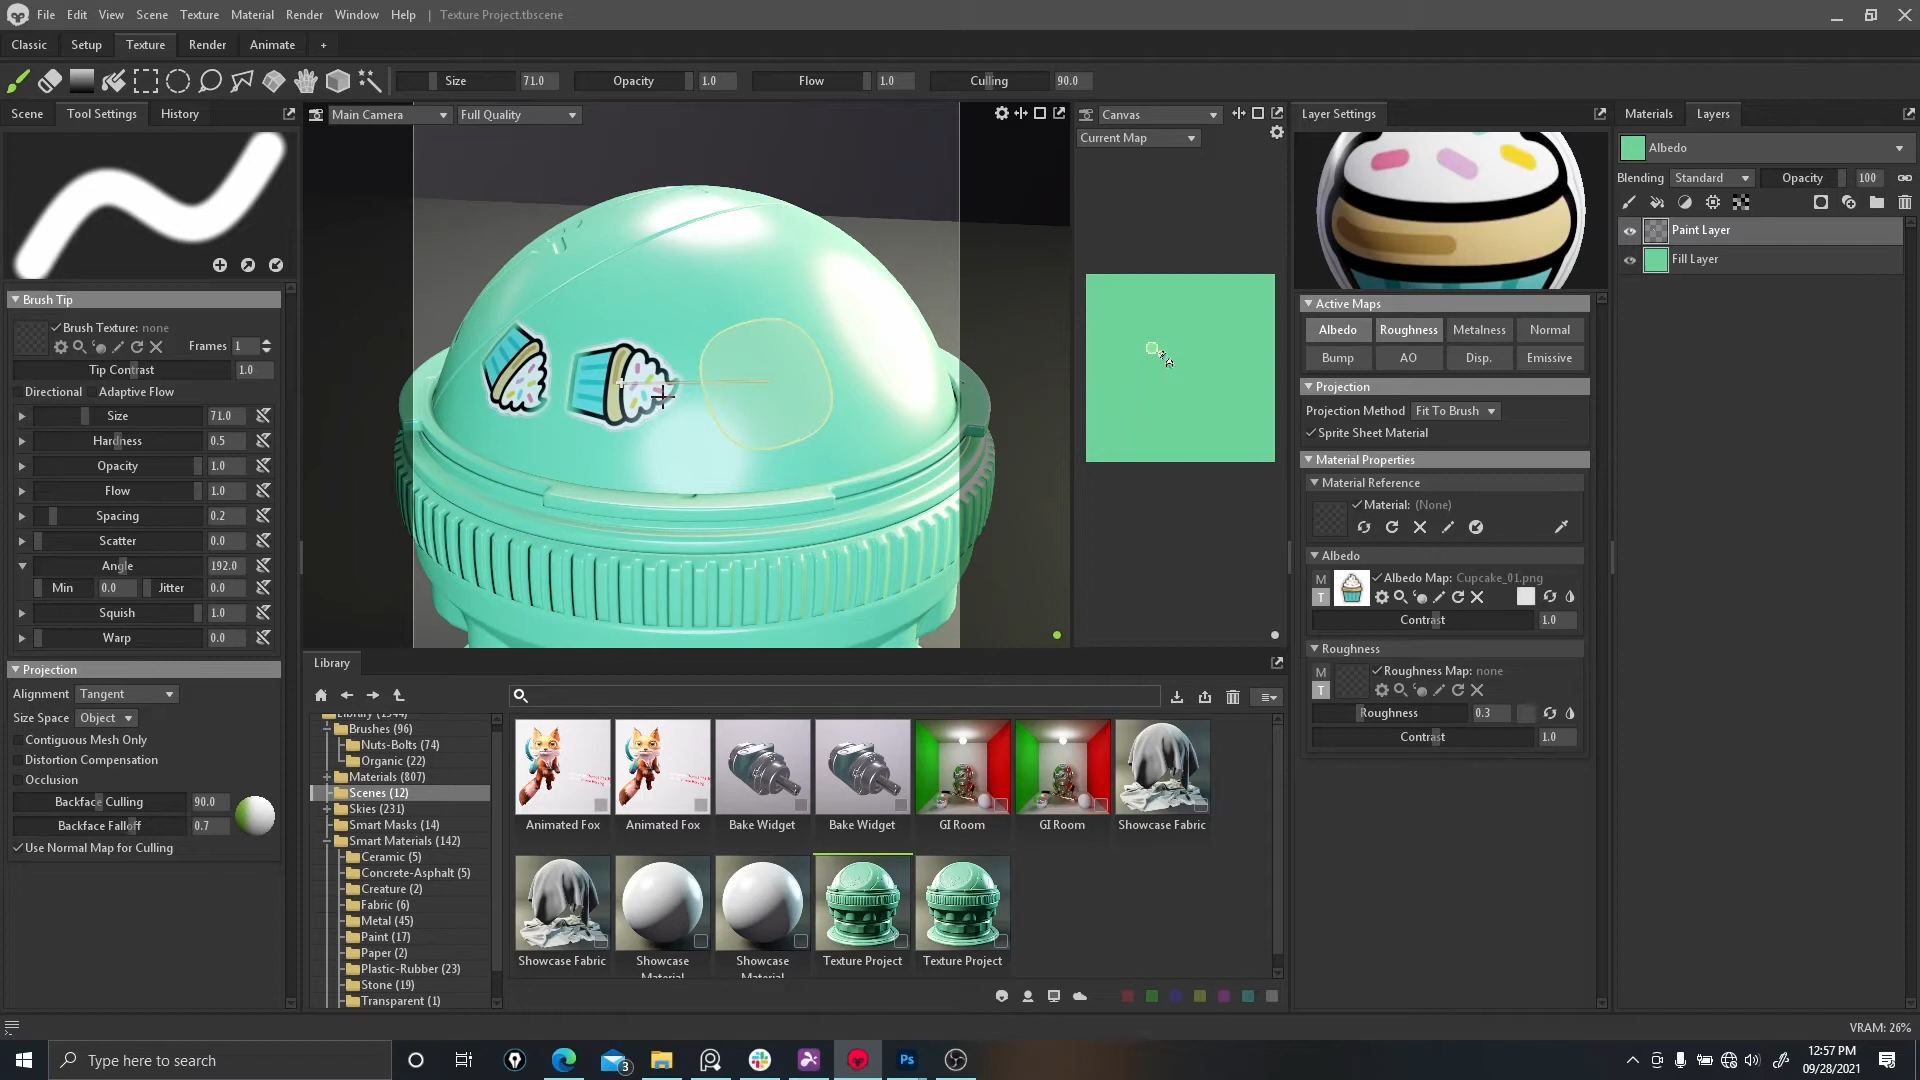 File Edit View Scene Texture Material Render Window Help | Texture Project.tbscene
Classic Setup Texture Render Animate +
Size 71.0 Opacity 1.0 Flow 1.0 Culling 90.0
Scene Tool Settings History
Main Camera Full Quality
Canvas
Current Map
Layer Settings
Materials Layers
Albedo
Blending Standard Opacity 100
Paint Layer
Fill Layer
Brush Tip
Brush Texture: none
Frames 1
Tip Contrast 1.0
Directional Adaptive Flow
Size 71.0
Hardness 0.5
Opacity 1.0
Flow 1.0
Spacing 0.2
Scatter 0.0
Angle 192.0
Min 0.0 Jitter 0.0
Squish 1.0
Warp 0.0
Projection
Alignment Tangent
Size Space Object
Contiguous Mesh Only
Distortion Compensation
Occlusion
Backface Culling 90.0
Backface Falloff 0.7
Use Normal Map for Culling
Active Maps
Albedo Roughness Metalness Normal
Bump AO Disp. Emissive
Projection
Projection Method Fit To Brush
Sprite Sheet Material
Material Properties
Material Reference
Material: (None)
Albedo
M
T
Albedo Map: Cupcake_01.png
Contrast 1.0
Roughness
M
T
Roughness Map: none
Roughness 0.3
Contrast 1.0
Library
Brushes (96)
Nuts-Bolts (74)
Organic (22)
Materials (807)
Scenes (12)
Skies (231)
Smart Masks (14)
Smart Materials (142)
Ceramic (5)
Concrete-Asphalt (5)
Creature (2)
Fabric (6)
Metal (45)
Paint (17)
Paper (2)
Plastic-Rubber (23)
Stone (19)
Transparent (1)
Animated Fox Animated Fox Bake Widget Bake Widget GI Room GI Room Showcase Fabric
Showcase Fabric Showcase Material Showcase Material Texture Project Texture Project
VRAM: 26%
Type here to search
3
Ps
12:57 PM
09/28/2021